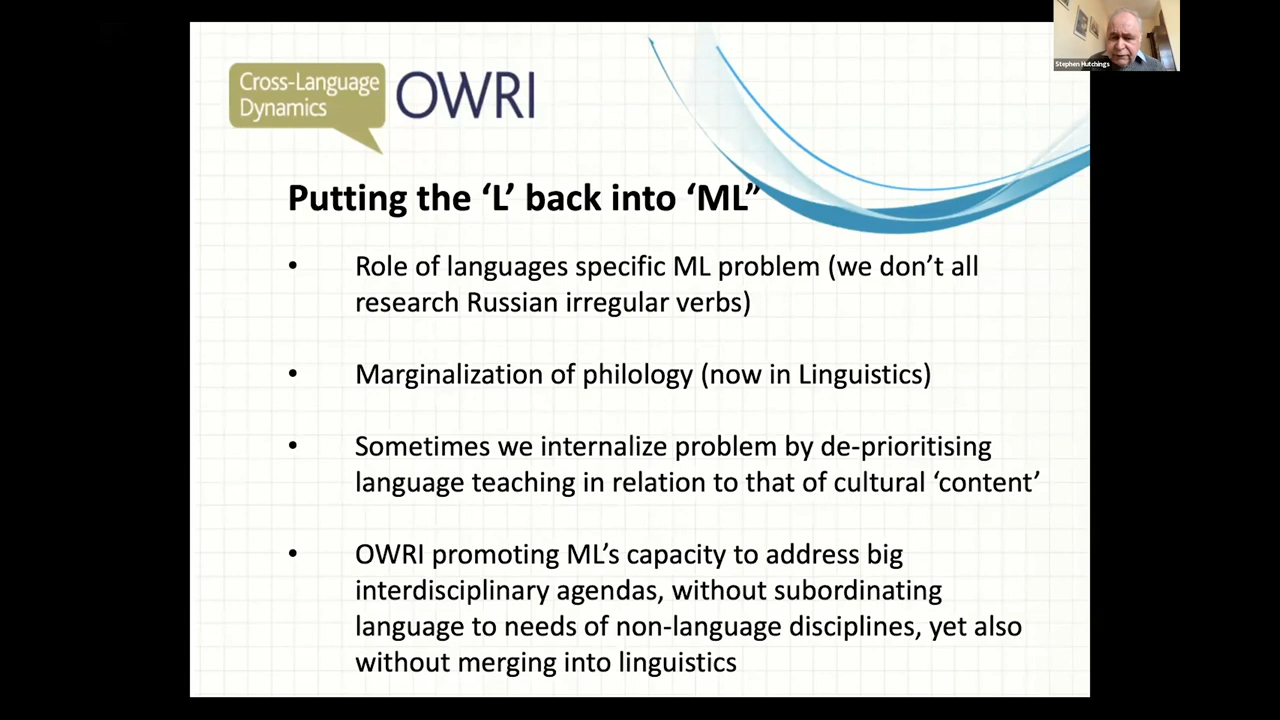 Stephen Hutchings
Cross-Language
Dynamics
OWRI
Putting the ‘L’ back into ‘ML”
• Role of languages specific ML problem (we don’t all
research Russian irregular verbs)
• Marginalization of philology (now in Linguistics)
• Sometimes we internalize problem by de-prioritising
language teaching in relation to that of cultural ‘content’
• OWRI promoting ML’s capacity to address big
interdisciplinary agendas, without subordinating
language to needs of non-language disciplines, yet also
without merging into linguistics